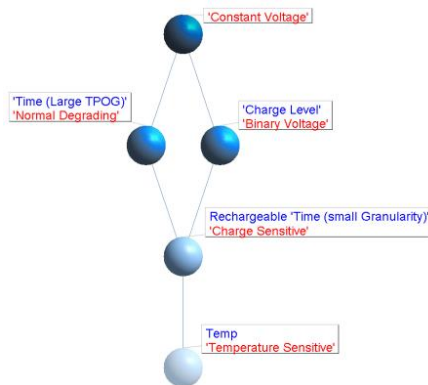 'Constant Voltage'
'Time (Large TPOG)'
'Normal Degrading'
'Charge Level'
'Binary Voltage'
Rechargeable 'Time (small Granularity)'
'Charge Sensitive'
Temp
'Temperature Sensitive'